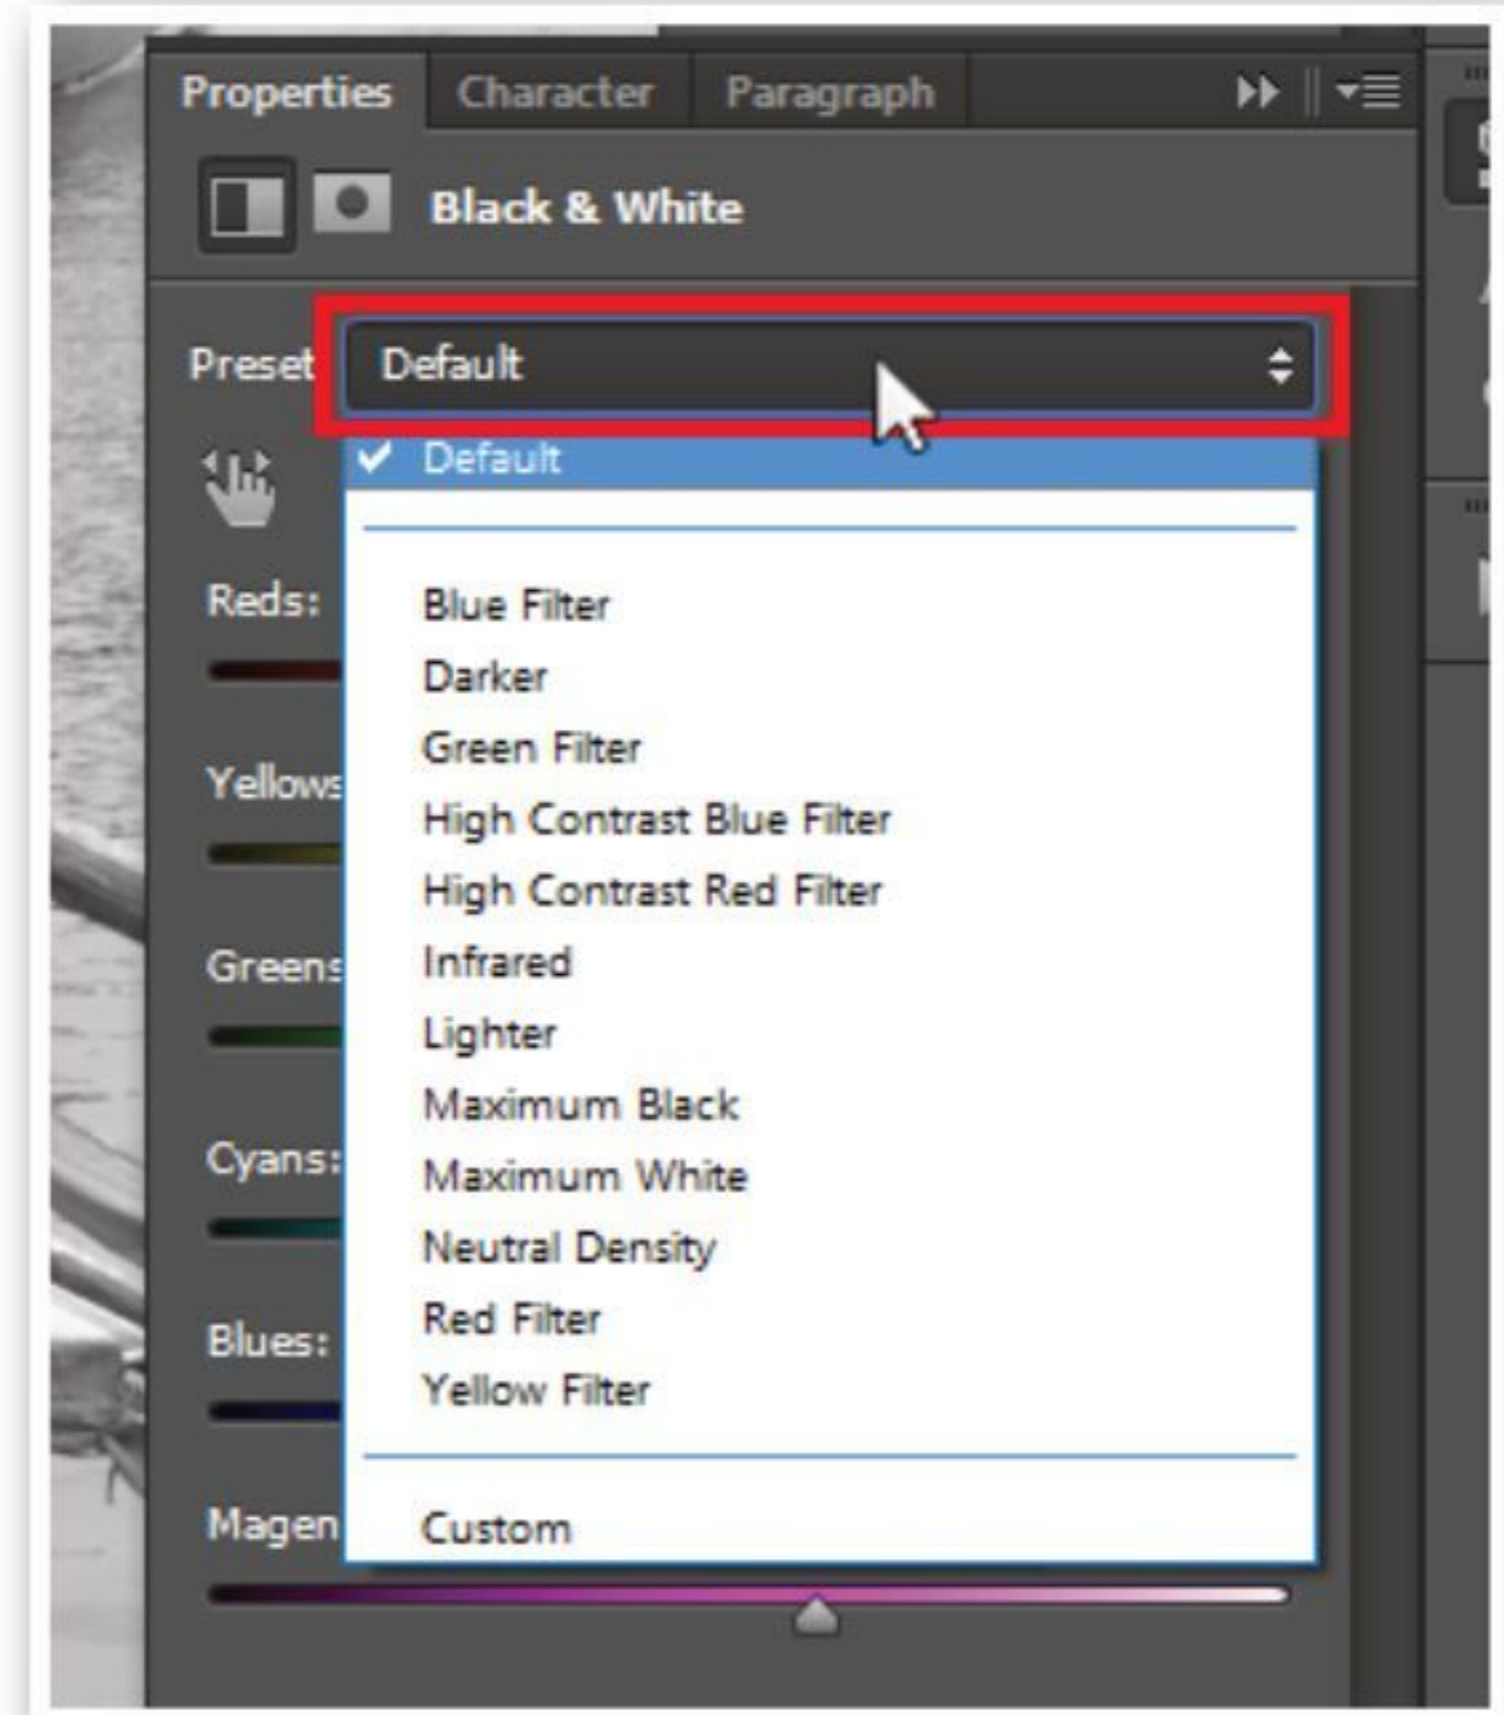 Properties Character Paragraph
Black & White
Preset Default
Default
Reds:
Blue Filter
Darker
Green Filter
Yellows
High Contrast Blue Filter
High Contrast Red Filter
Greens
Infrared
Lighter
Maximum Black
Cyans:
Maximum White
Neutral Density
Blues:
Red Filter
Yellow Filter
Magen
Custom